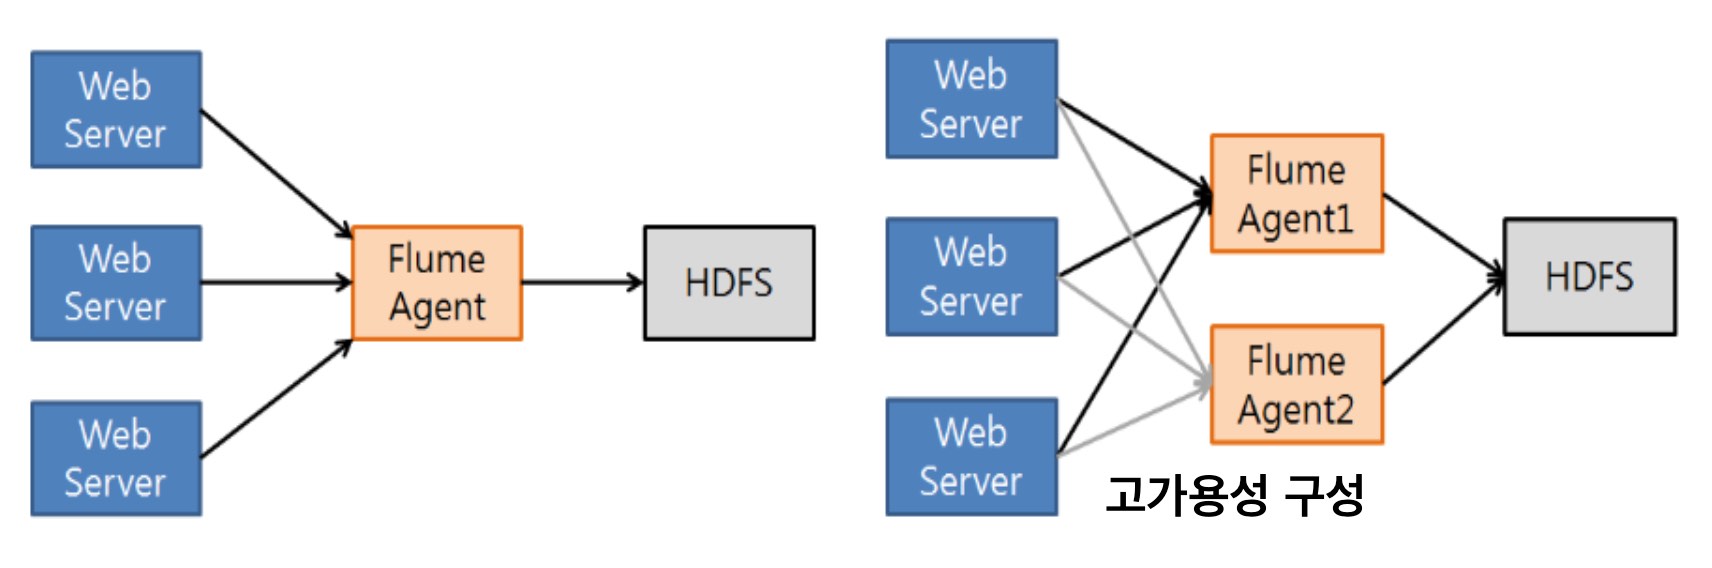 Web
Server
Web
Server
Web
Server
Flume
Agent
HDFS
Web
Server
Web
Server
Web
Server
Flume
Agent1
Flume
Agent2
HDFS
고가용성 구성